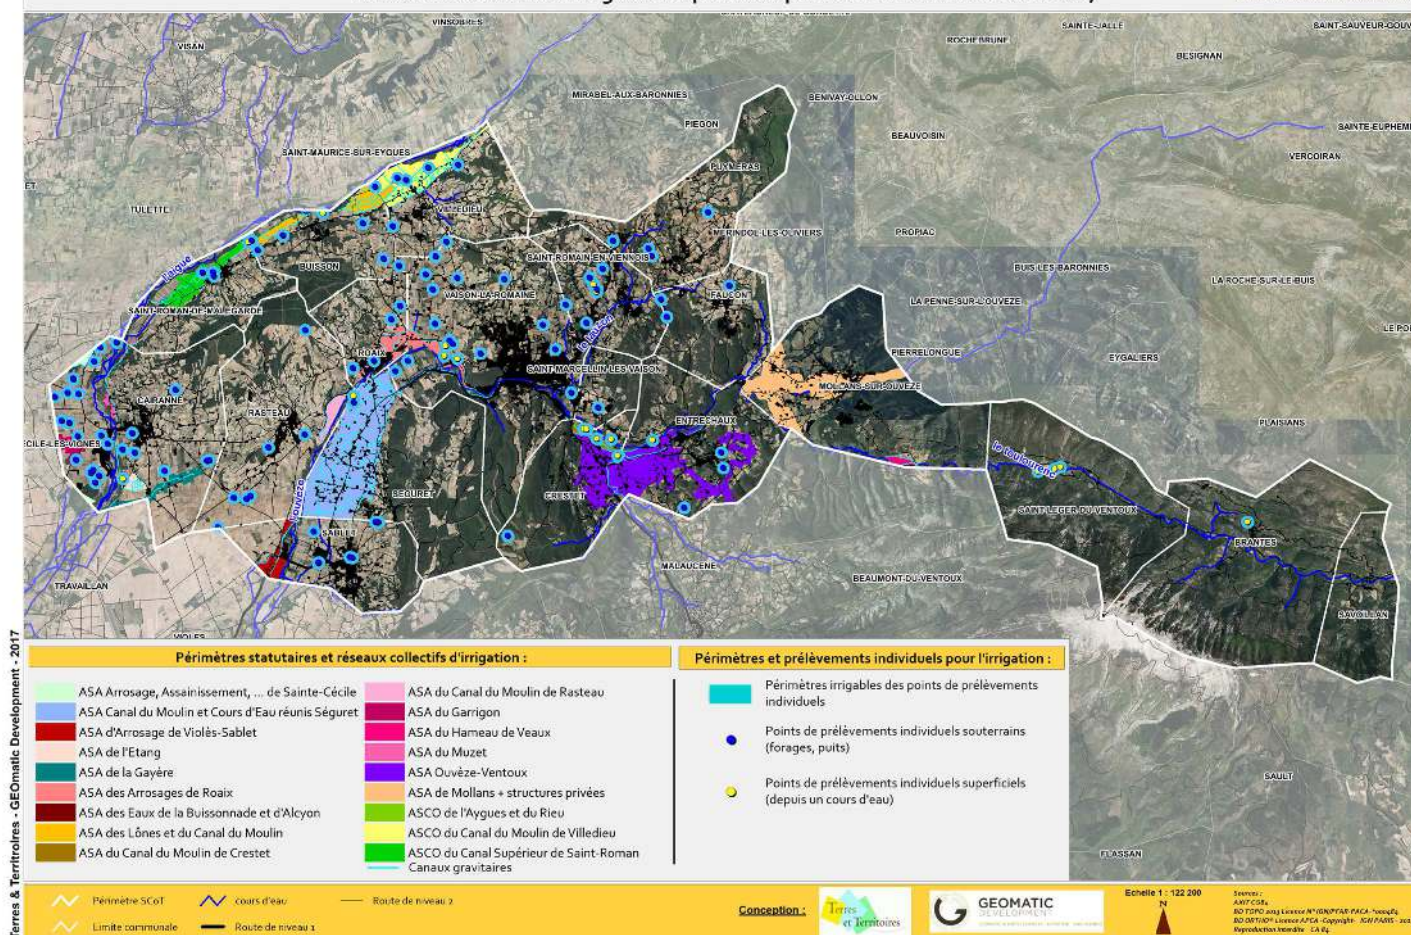 VINSOBRES
SAINTE-JALLE
VISAN
ROCHEBRUNE
BESIGNAN
MIRABEL-AUX-BARONNIES
BENIVAY-OLLON
PIEGON
BEAUVOISIN
SAINTE-EUPHEMI
SAINT-MAURICE-SUR-EYGUES
VERCOIRAN
PUYMERAS
TULETTE
VILLEDIEU
MERINDOL-LES-OLIVIERS
PROPIAC
l'aigue
BUISSON
SAINT-ROMAN-EN-VIENNOIS
BUIS-LES-BARONNIES
LA ROCHE-SUR-LE-BUIS
VAISON-LA-ROMAINE
FAUCON
LA PENNE-SUR-L'OUVEZE
SAINT-ROMAN-DE-MALEGARDE
PIERRELONGUE
EYGALIERS
ROAIX
SAINT-MARCELLIN-LES-VAISON
MOLLANS-SUR-OUVEZE
CAIRANNE
RASTEAU
ENTRECHAUX
PLAISIANS
ECILE-LES-VIGNES
le toulourenc
l'ouvèze
SEGURET
CRESTET
SAINT-LEGER-DU-VENTOUX
SABLET
BRANTES
TRAVAILLAN
MALAUCENE
BEAUMONT-DU-VENTOUX
SAVOILLAN
VIOLES
SAULT
FLASSAN
Périmètres statutaires et réseaux collectifs d'irrigation :
ASA Arrosage, Assainissement, ... de Sainte-Cécile
ASA Canal du Moulin et Cours d'Eau réunis Séguret
ASA d'Arrosage de Violès-Sablet
ASA de l'Etang
ASA de la Gayère
ASA des Arrosages de Roaix
ASA des Eaux de la Buissonnade et d'Alcyon
ASA des Lônes et du Canal du Moulin
ASA du Canal du Moulin de Crestet
ASA du Canal du Moulin de Rasteau
ASA du Garrigon
ASA du Hameau de Veaux
ASA du Muzet
ASA Ouvèze-Ventoux
ASA de Mollans + structures privées
ASCO de l'Aygues et du Rieu
ASCO du Canal du Moulin de Villedieu
ASCO du Canal Supérieur de Saint-Roman
Canaux gravitaires
Périmètres et prélèvements individuels pour l'irrigation :
Périmètres irrigables des points de prélèvements
individuels
Points de prélèvements individuels souterrains
(forages, puits)
Points de prélèvements individuels superficiels
(depuis un cours d'eau)
Terres & Territroires - GEOmatic Development - 2017
Périmètre SCoT
cours d'eau
Route de niveau 2
Limite communale
Route de niveau 1
Conception :
Terres
et Territoires
GEOMATIC
DEVELOPMENT
Echelle 1 : 122 200
N
Sources :